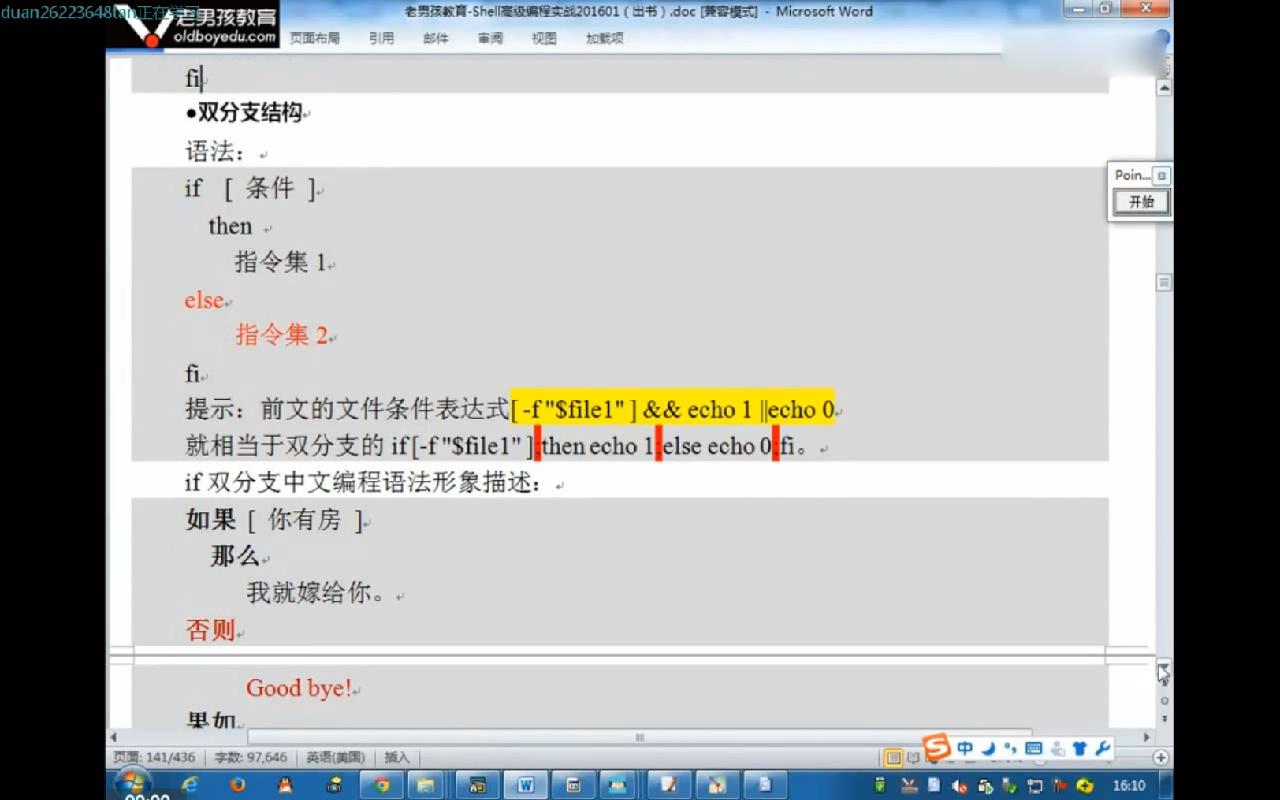 duan26223648lan正在学习
老男孩教育
oldboyedu.com
老男孩教育-Shell高级编程实战201601（出书）.doc [兼容模式] - Microsoft Word
页面布局 引用 邮件 审阅 视图 加载项
fi
•双分支结构
语法：
if [ 条件 ]
then
指令集 1
else
指令集 2
fi
提示：前文的文件条件表达式[ -f "$file1" ] && echo 1 ||echo 0
就相当于双分支的 if [-f "$file1" ];then echo 1;else echo 0;fi。
if 双分支中文编程语法形象描述：
如果 [ 你有房 ]
那么
我就嫁给你。
否则
Good bye!
果如
Poin...
开始
页面: 141/436 字数: 97,646 英语(美国) 插入
中
16:10